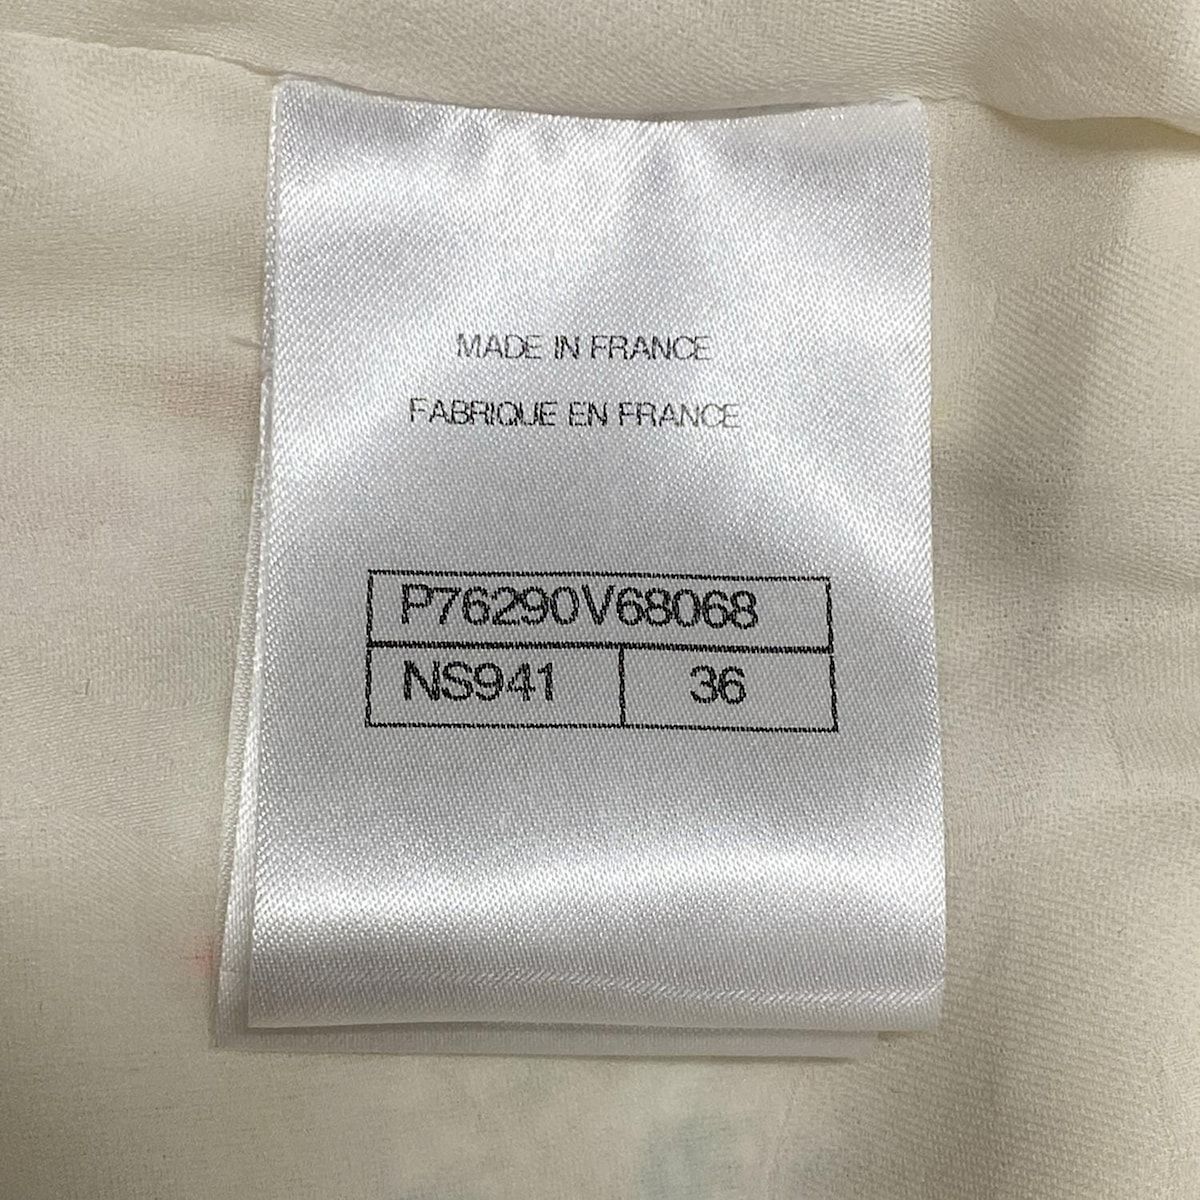 MADE IN FRANCE
FABRIQUE EN FRANCE
P76290V68068
NS941 36